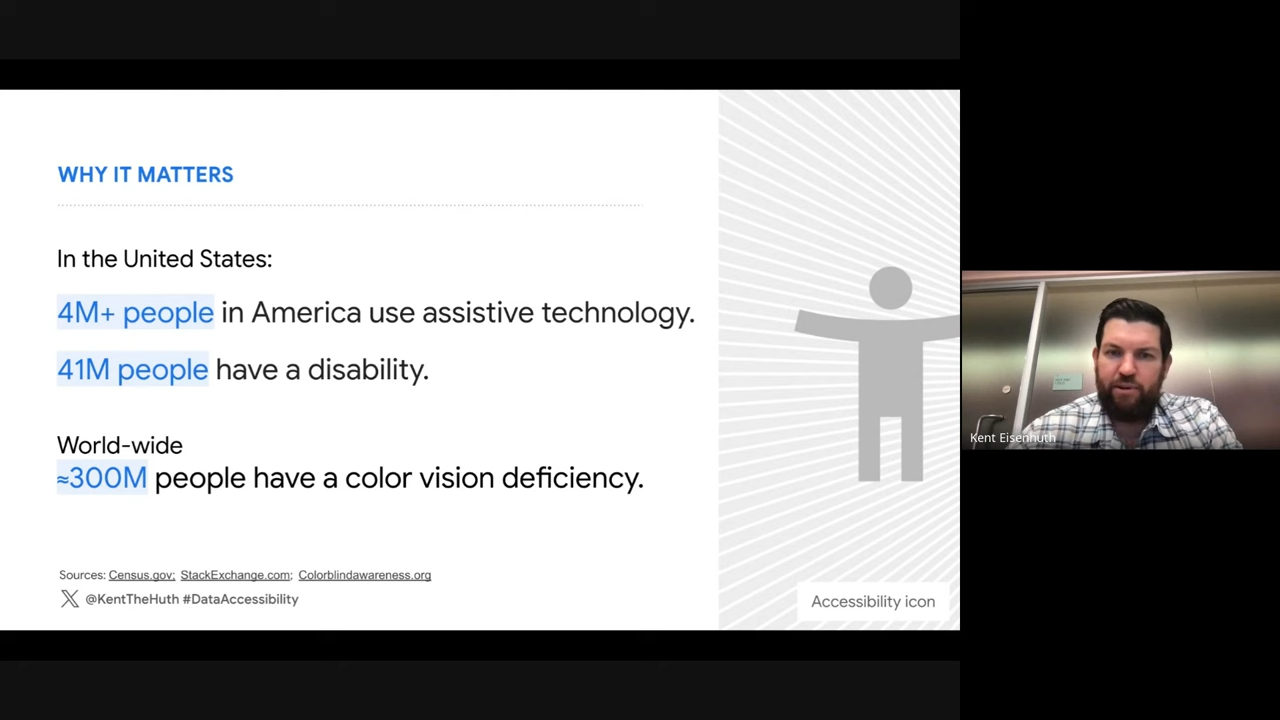 WHY IT MATTERS
In the United States:
4M+ people in America use assistive technology.
41M people have a disability.
World-wide
≈300M people have a color vision deficiency.
Sources: Census.gov; StackExchange.com; Colorblindawareness.org
@KentTheHuth #DataAccessibility
Accessibility icon
Kent Eisenhuth